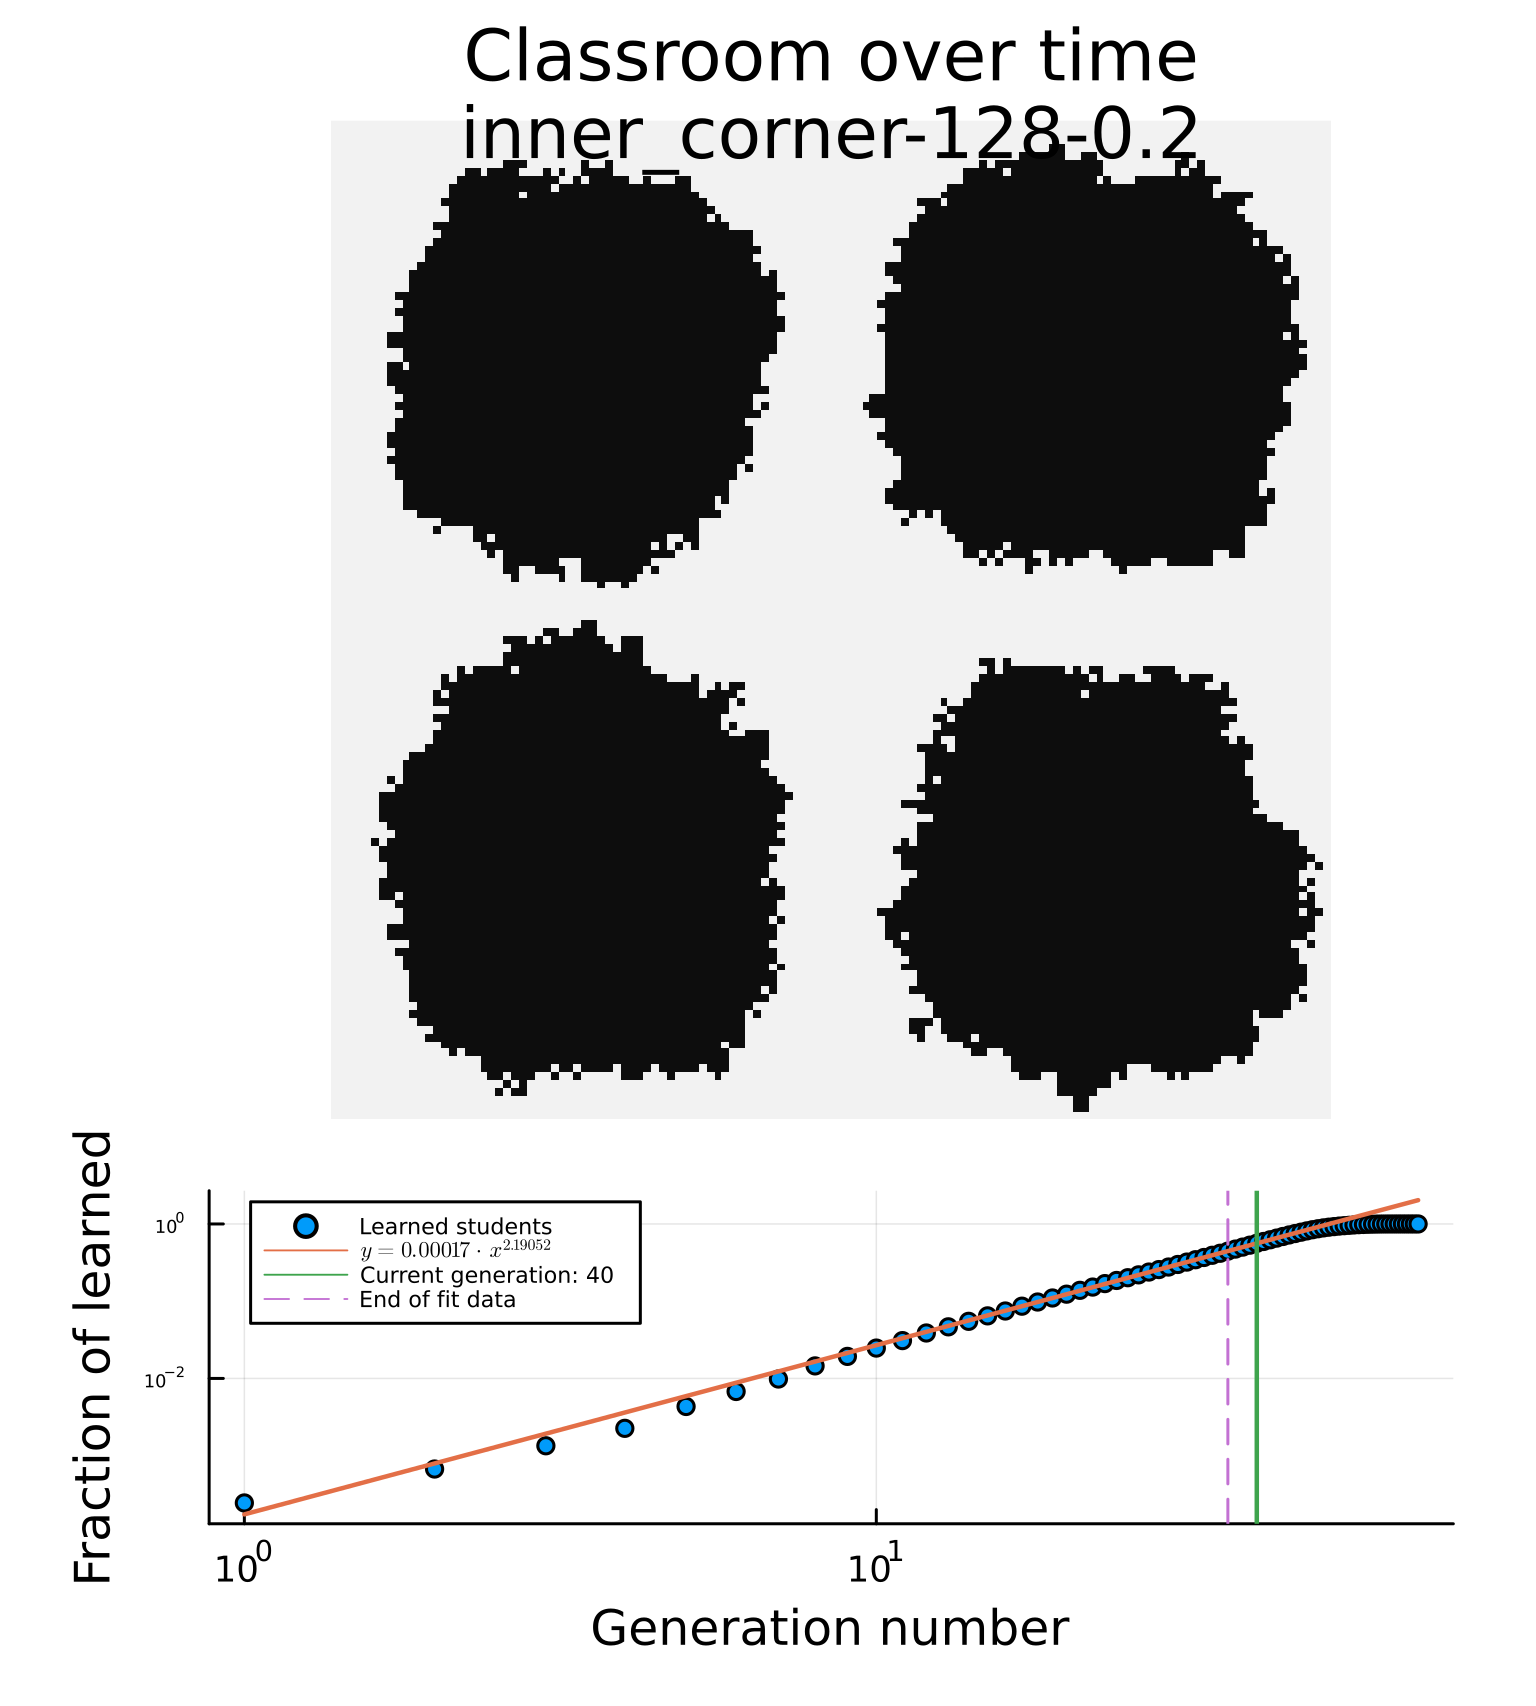 Classroom over time
inner_corner-128-0.2
Fraction of learned
10^0
10^−2
Learned students
y = 0.00017 · x^2.19052
Current generation: 40
End of fit data
10^0
10^1
Generation number